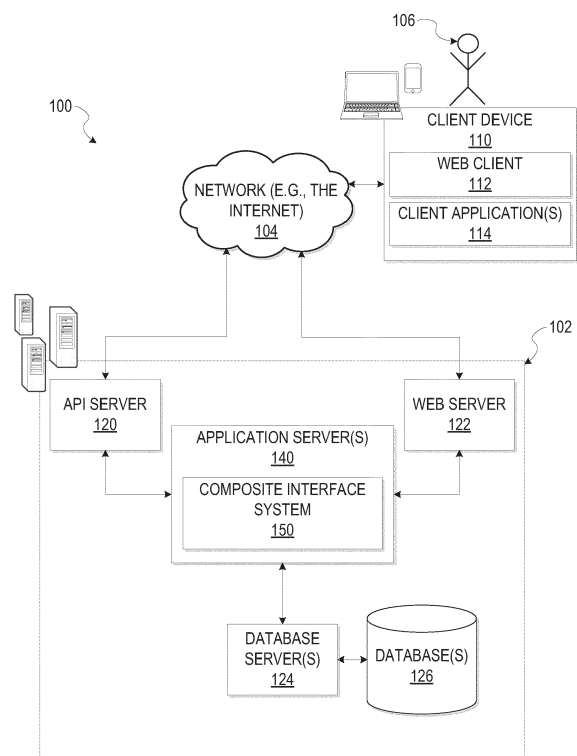 106
100
CLIENT DEVICE
110
WEB CLIENT
112
CLIENT APPLICATION(S)
114
NETWORK (E.G., THE
INTERNET)
104
102
API SERVER
120
WEB SERVER
122
APPLICATION SERVER(S)
140
COMPOSITE INTERFACE
SYSTEM
150
DATABASE
SERVER(S)
124
DATABASE(S)
126